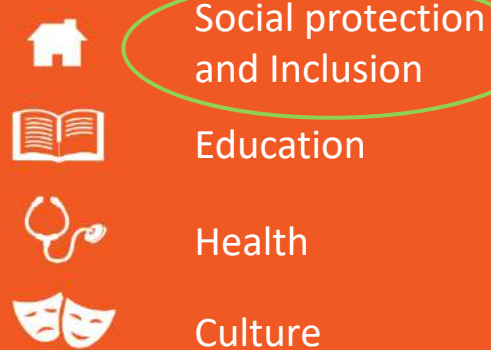 Social protection
and Inclusion
Education
Health
Culture